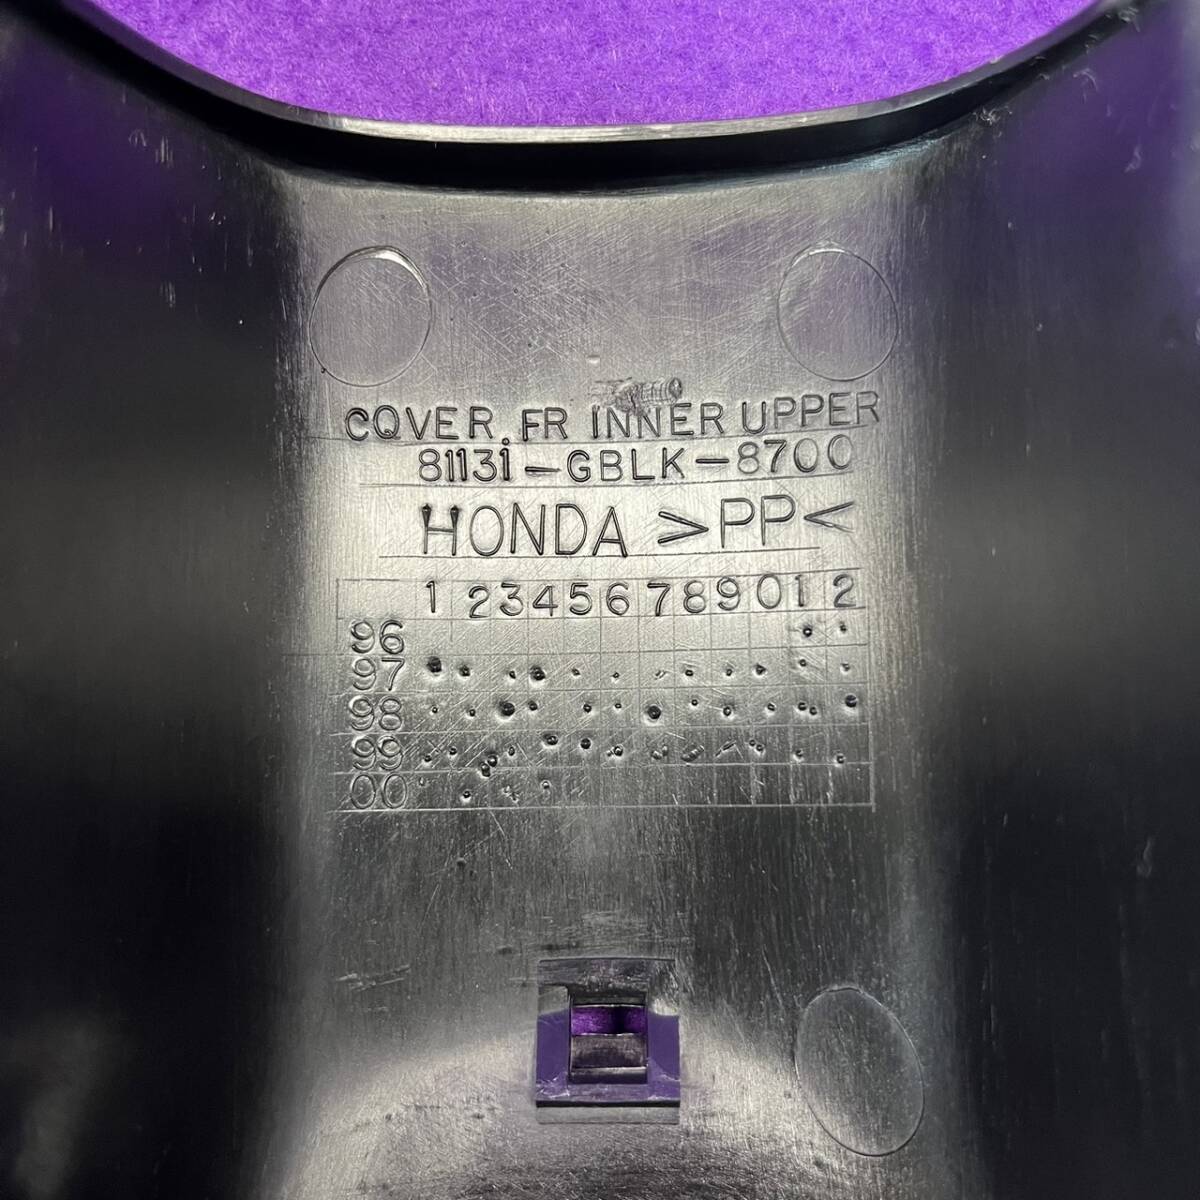 COVER, FR INNER UPPER
81131-GBLK-8700
HONDA >PP<
1 2 3 4 5 6 7 8 9 0 1 2
96
97
98
99
00